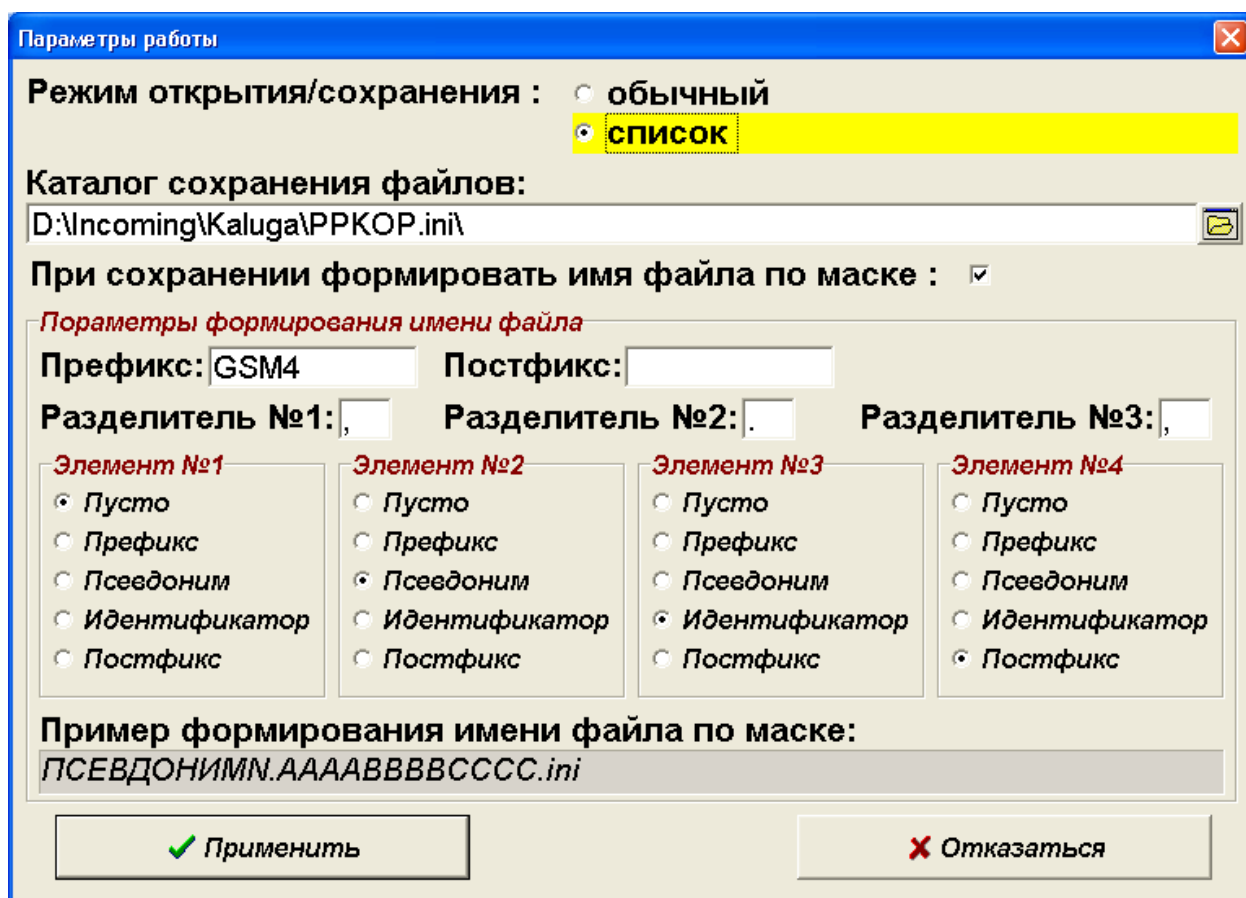 Параметры работы
Режим открытия/сохранения : обычный
список
Каталог сохранения файлов:
D:\Incoming\Kaluga\PPKOP.ini\
При сохранении формировать имя файла по маске :
Пораметры формирования имени файла
Префикс: GSM4 Постфикс:
Разделитель №1: , Разделитель №2: . Разделитель №3: ,
Элемент №1 Элемент №2 Элемент №3 Элемент №4
Пусто Пусто Пусто Пусто
Префикс Префикс Префикс Префикс
Псевдоним Псевдоним Псевдоним Псевдоним
Идентификатор Идентификатор Идентификатор Идентификатор
Постфикс Постфикс Постфикс Постфикс
Пример формирования имени файла по маске:
ПСЕВДОНИМN.AAAABBBBCCCC.ini
Применить Отказаться